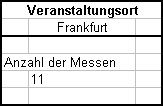 Veranstaltungsort
Frankfurt
Anzahl der Messen
11